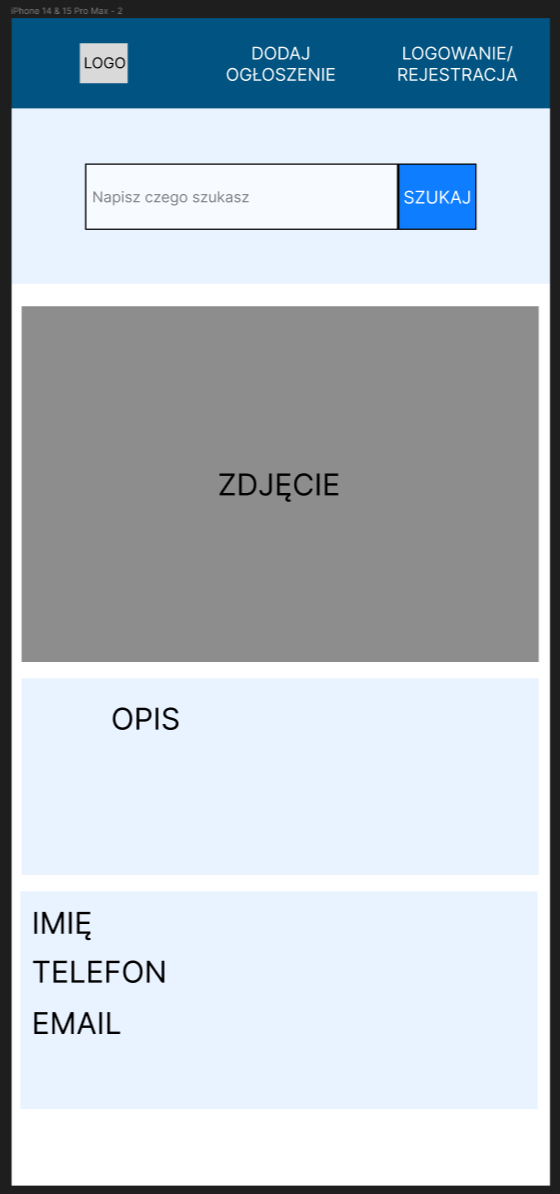 iPhone 14 & 15 Pro Max - 2
LOGO
DODAJ
OGŁOSZENIE
LOGOWANIE/
REJESTRACJA
Napisz czego szukasz
SZUKAJ
ZDJĘCIE
OPIS
IMIĘ
TELEFON
EMAIL